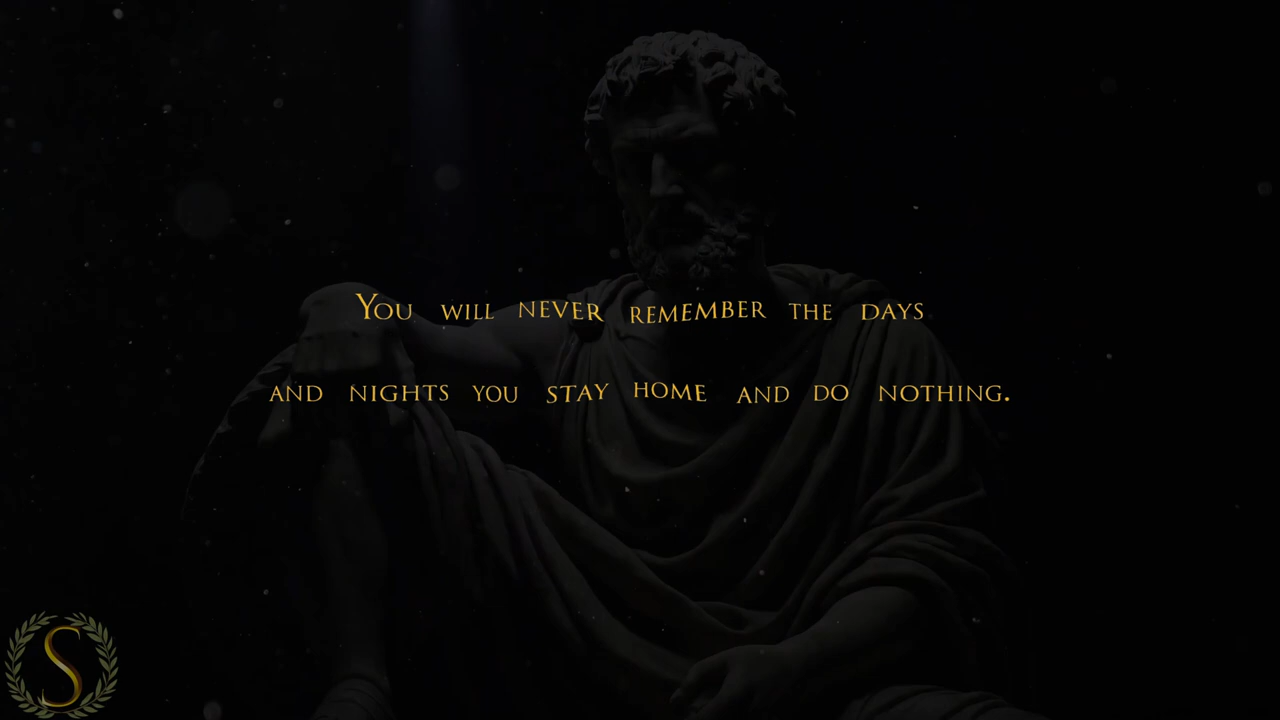 You will never remember the days
and nights you stay home and do nothing.
S